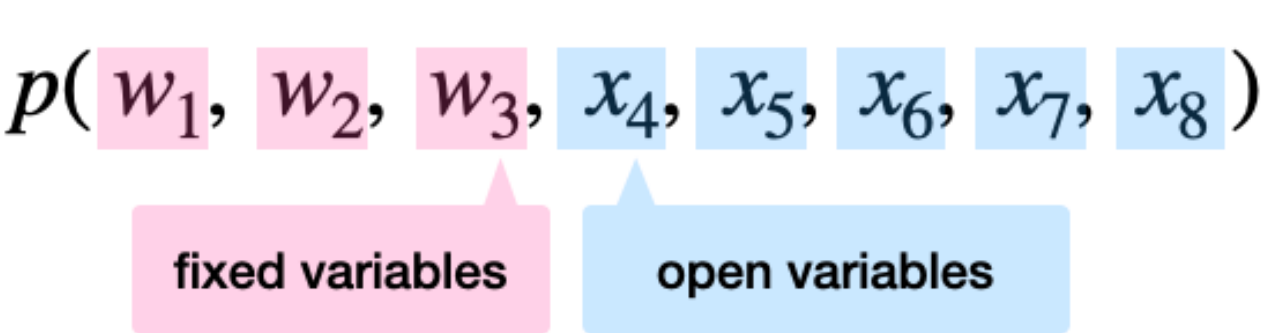 p( w₁, w₂, w₃, x₄, x₅, x₆, x₇, x₈ )
fixed variables
open variables